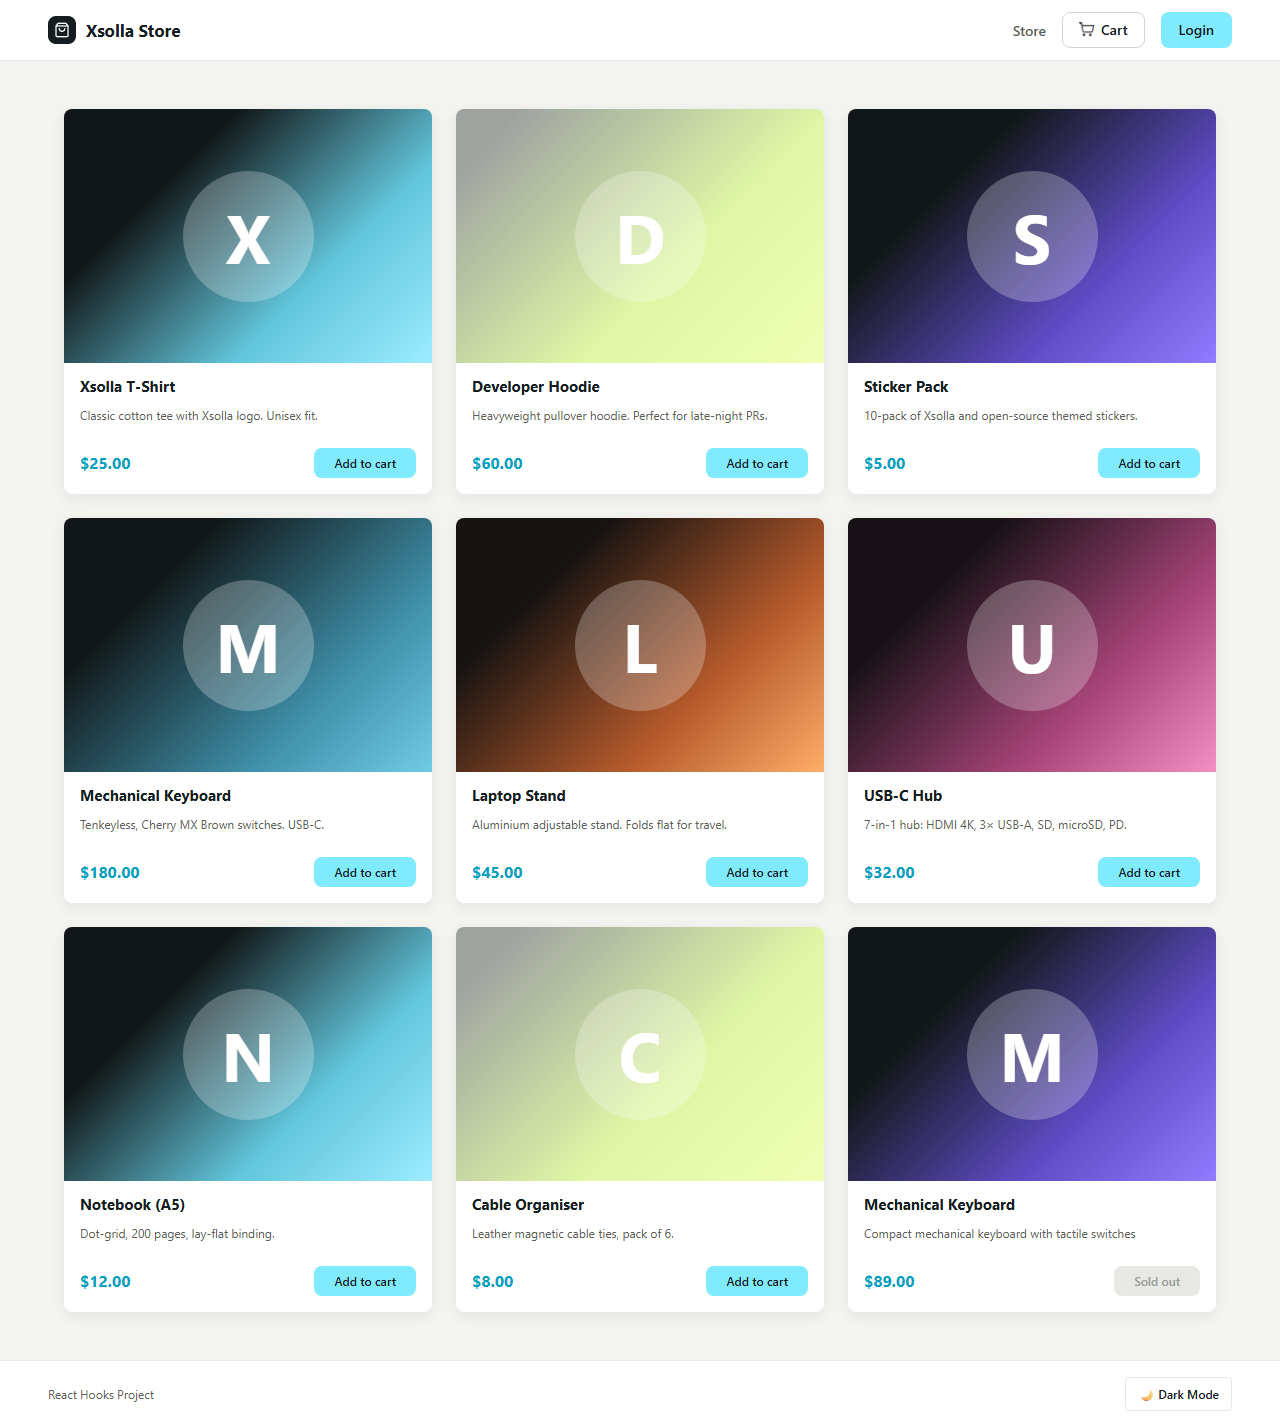 Xsolla Store
Store
Cart
Login
X
D
S
Xsolla T-Shirt
Classic cotton tee with Xsolla logo. Unisex fit.
$25.00
Add to cart
Developer Hoodie
Heavyweight pullover hoodie. Perfect for late-night PRs.
$60.00
Add to cart
Sticker Pack
10-pack of Xsolla and open-source themed stickers.
$5.00
Add to cart
M
L
U
Mechanical Keyboard
Tenkeyless, Cherry MX Brown switches. USB-C.
$180.00
Add to cart
Laptop Stand
Aluminium adjustable stand. Folds flat for travel.
$45.00
Add to cart
USB-C Hub
7-in-1 hub: HDMI 4K, 3× USB-A, SD, microSD, PD.
$32.00
Add to cart
N
C
M
Notebook (A5)
Dot-grid, 200 pages, lay-flat binding.
$12.00
Add to cart
Cable Organiser
Leather magnetic cable ties, pack of 6.
$8.00
Add to cart
Mechanical Keyboard
Compact mechanical keyboard with tactile switches
$89.00
Sold out
React Hooks Project
🌙 Dark Mode